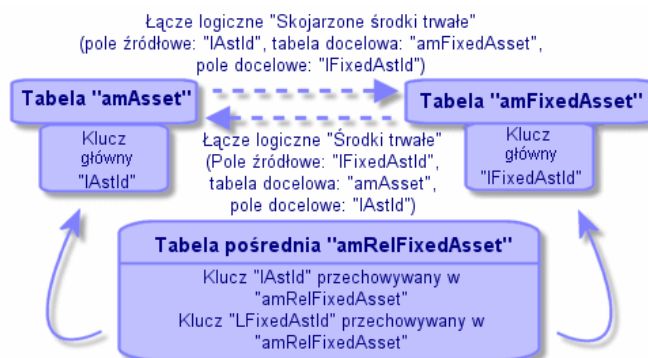 Łącze logiczne "Skojarzone środki trwałe"
(pole źródłowe: "lAstId", tabela docelowa: "amFixedAsset",
pole docelowe: "lFixedAstId")
Tabela "amAsset"
Tabela "amFixedAsset"
Klucz
główny
"lAstId"
Łącze logiczne "Środki trwałe"
(Pole źródłowe: "lFixedAstId",
tabela docelowa: "amAsset",
pole docelowe: "lAstId")
Klucz
główny
"lFixedAstId"
Tabela pośrednia "amRelFixedAsset"
Klucz "lAstId" przechowywany w
"amRelFixedAsset"
Klucz "LFixedAstId" przechowywany w
"amRelFixedAsset"